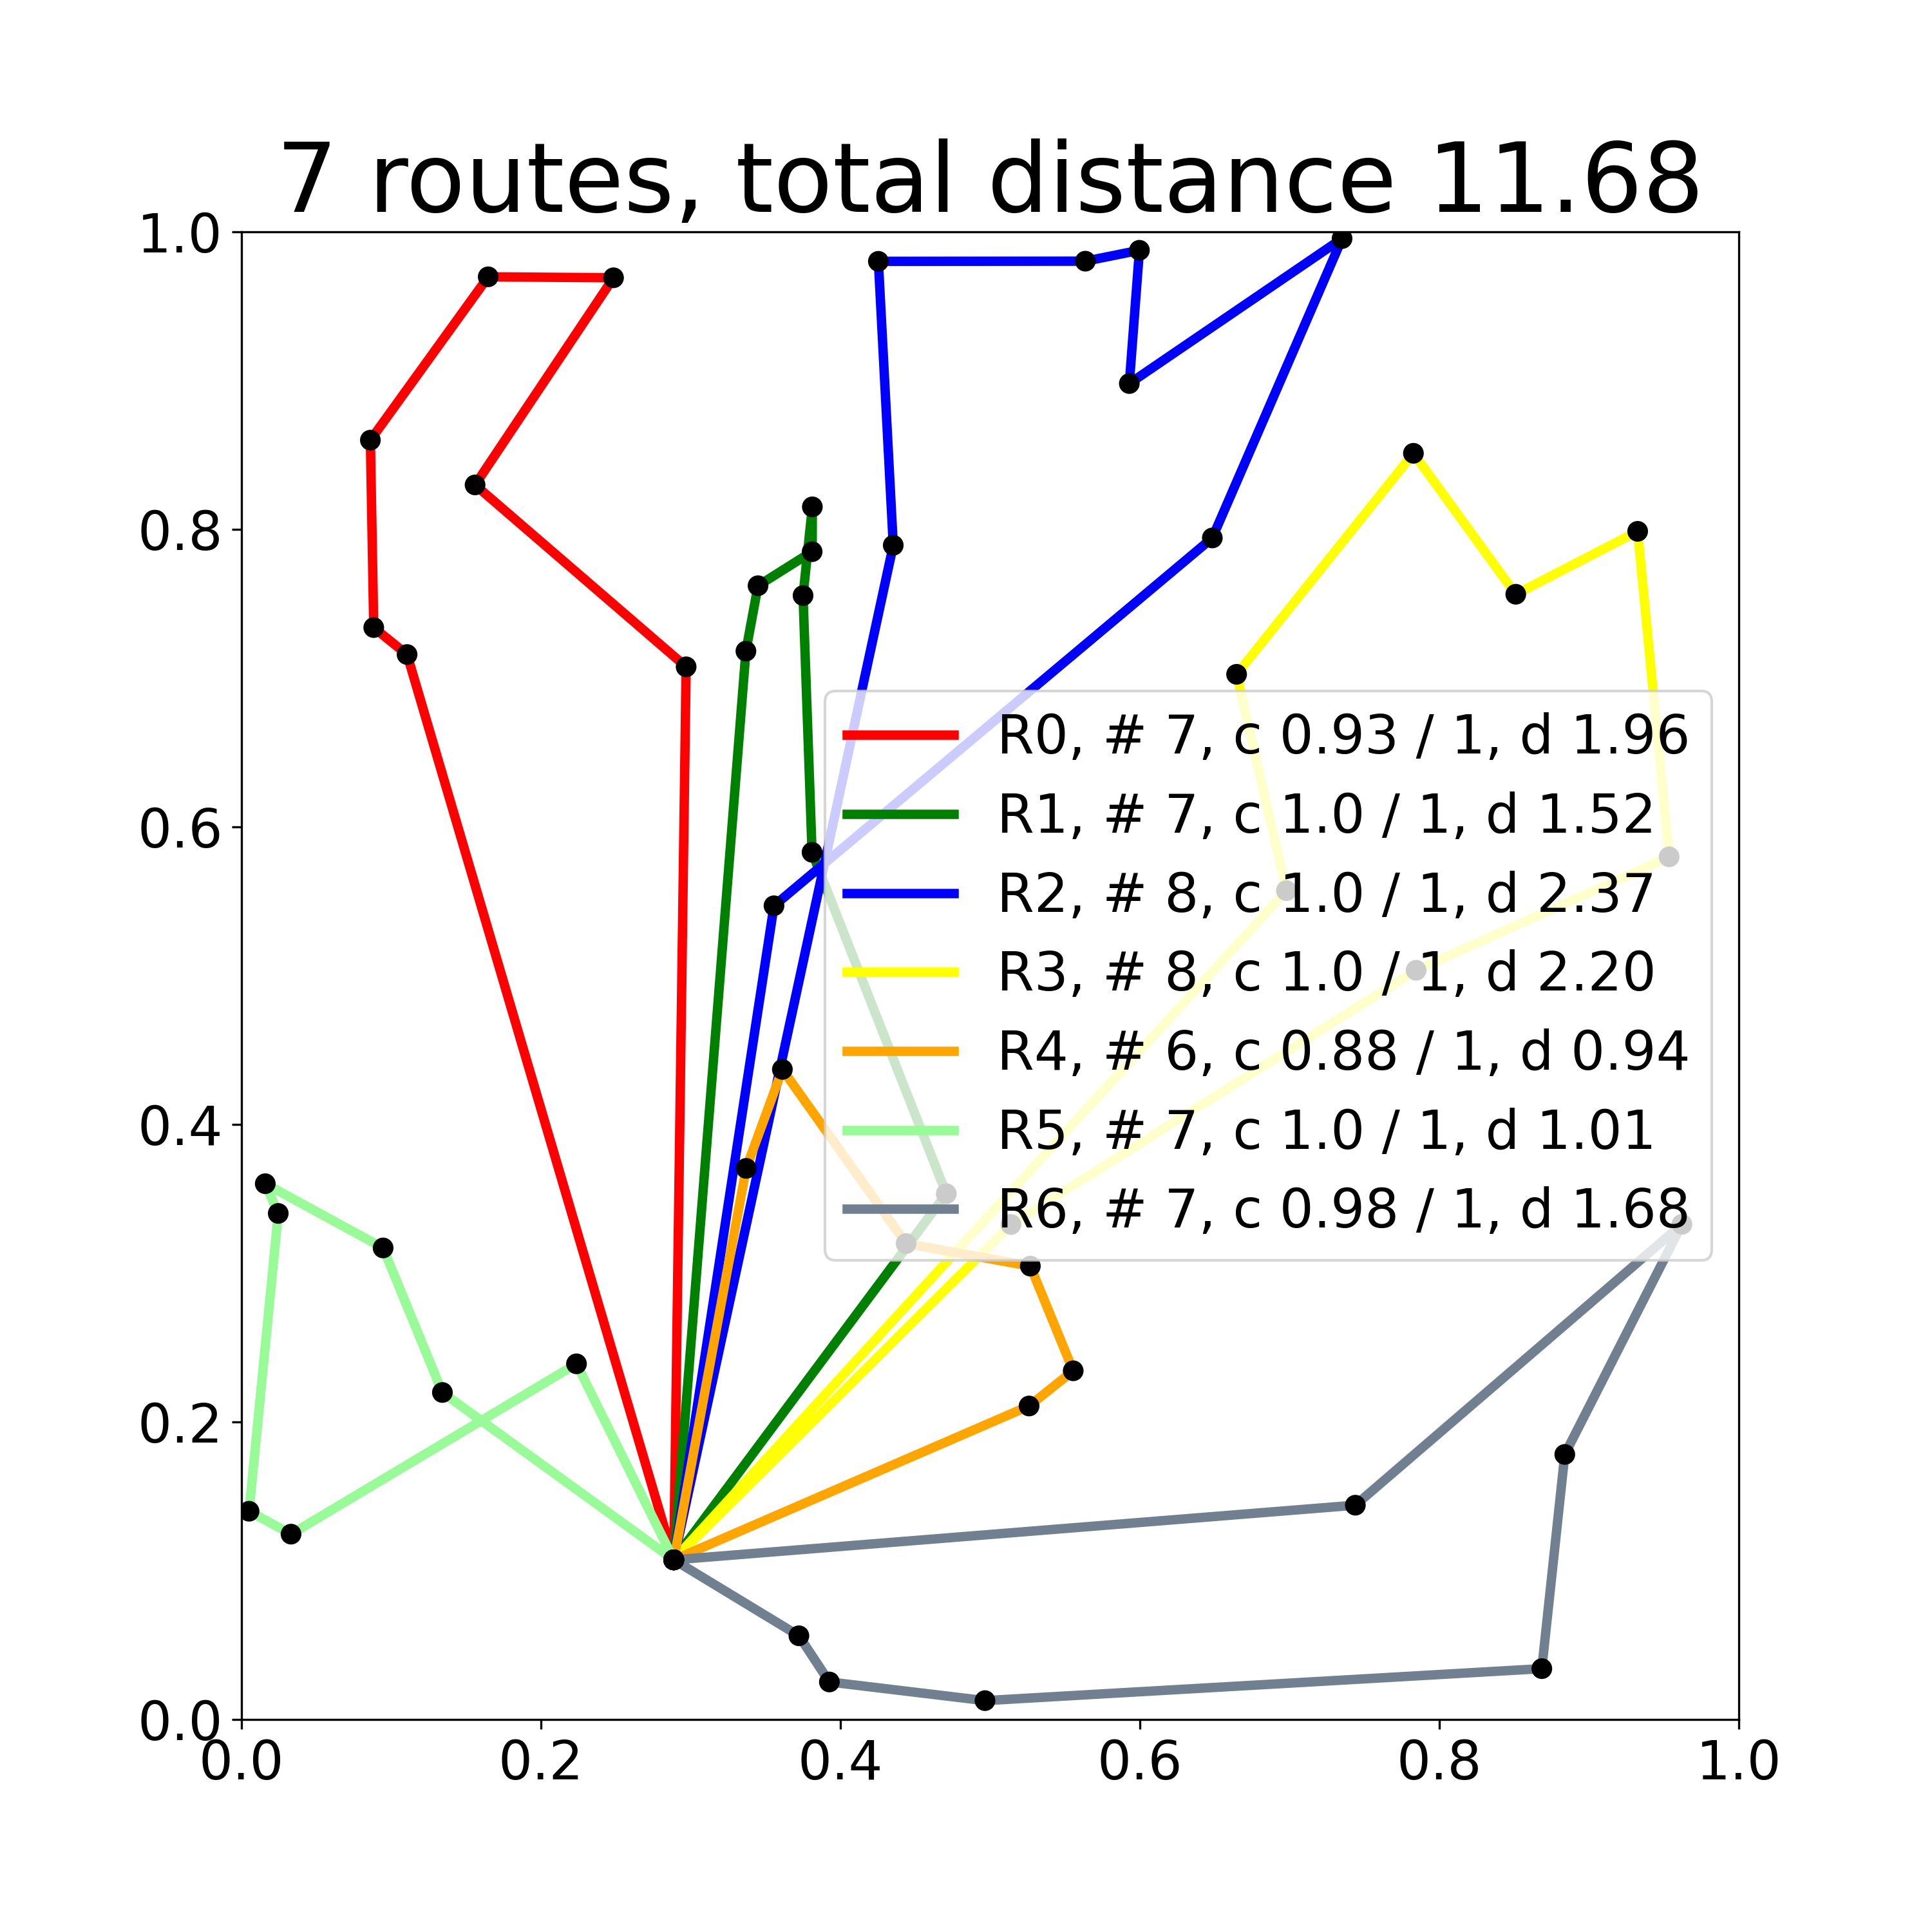 7 routes, total distance 11.68
1.0
0.8
0.6
0.4
0.2
0.0
R0, # 7, c 0.93 / 1, d 1.96
R1, # 7, c 1.0 / 1, d 1.52
R2, # 8, c 1.0 / 1, d 2.37
R3, # 8, c 1.0 / 1, d 2.20
R4, # 6, c 0.88 / 1, d 0.94
R5, # 7, c 1.0 / 1, d 1.01
R6, # 7, c 0.98 / 1, d 1.68
0.0 0.2 0.4 0.6 0.8 1.0